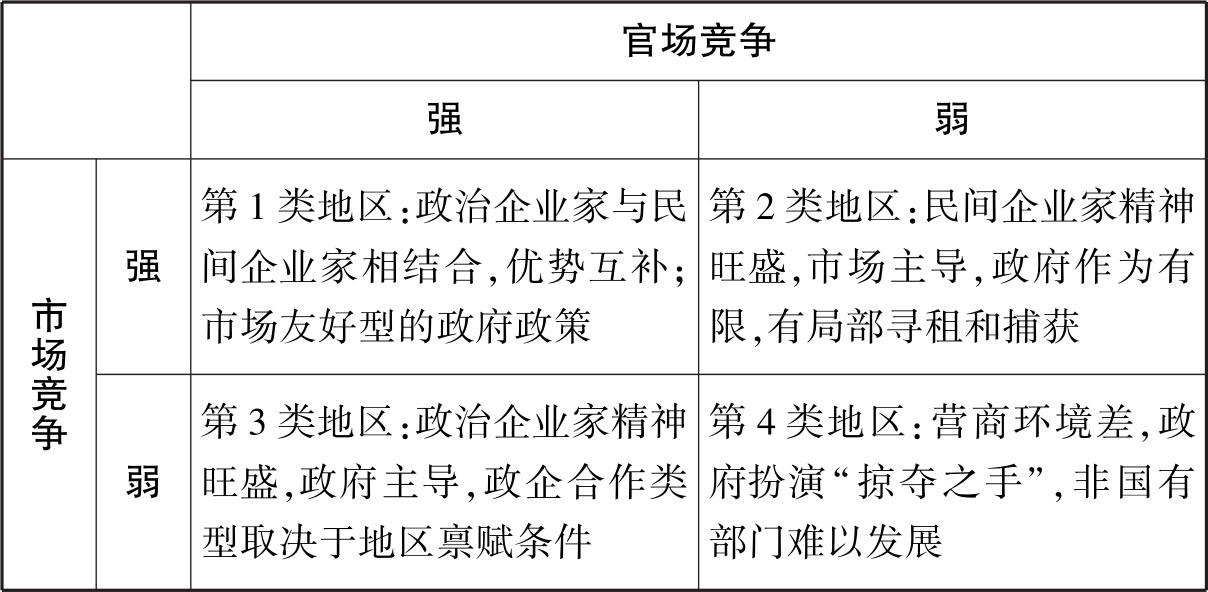 官场竞争
强
弱
市场竞争
强
第1类地区:政治企业家与民
间企业家相结合,优势互补;
市场友好型的政府政策
第2类地区:民间企业家精神
旺盛,市场主导,政府作为有
限,有局部寻租和捕获
弱
第3类地区:政治企业家精神
旺盛,政府主导,政企合作类
型取决于地区禀赋条件
第4类地区:营商环境差,政
府扮演“掠夺之手”,非国有
部门难以发展